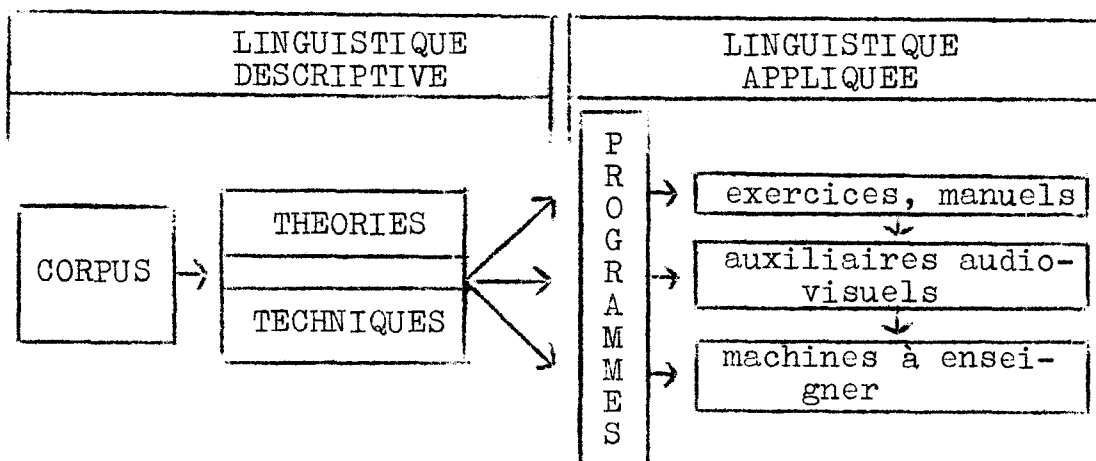 LINGUISTIQUE
DESCRIPTIVE
LINGUISTIQUE
APPLIQUEE
CORPUS
THEORIES
TECHNIQUES
PROGRAMMES
exercices, manuels
auxiliaires audio-
visuels
machines à ensei-
gner